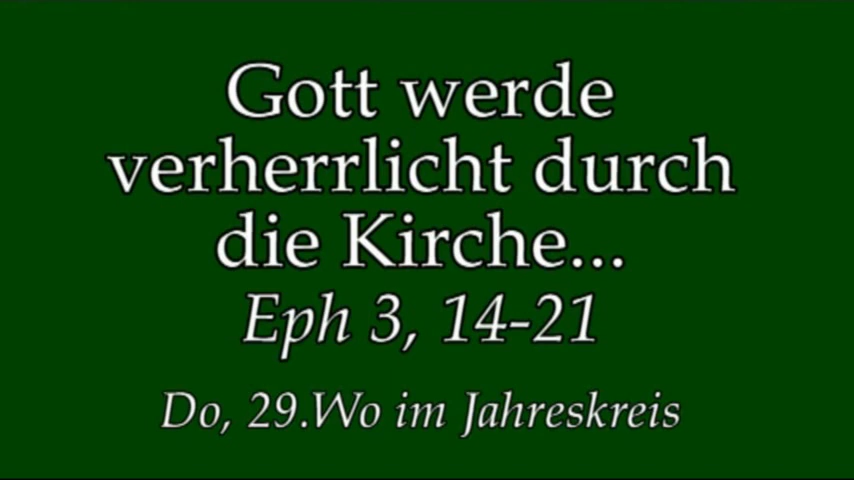 Gott werde
verherrlicht durch
die Kirche...
Eph 3, 14-21
Do, 29.Wo im Jahreskreis